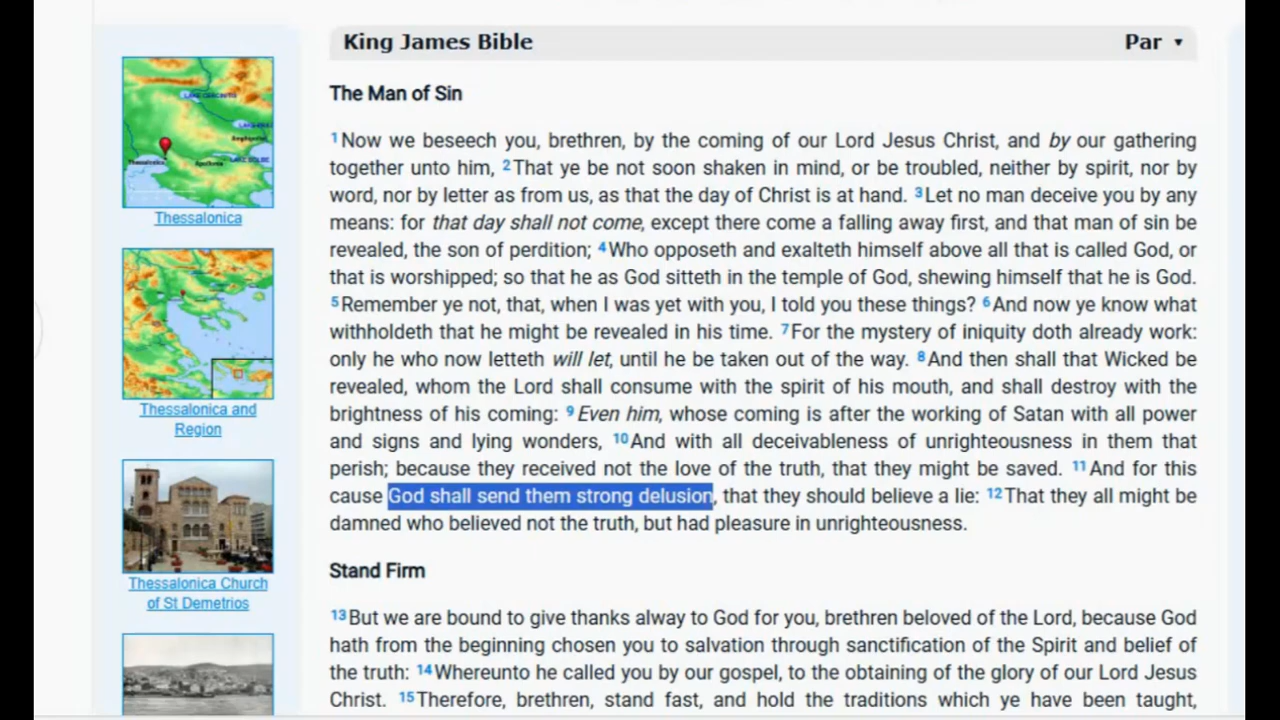 King James Bible
Par ▼
The Man of Sin
1Now we beseech you, brethren, by the coming of our Lord Jesus Christ, and by our gathering
together unto him, 2That ye be not soon shaken in mind, or be troubled, neither by spirit, nor by
word, nor by letter as from us, as that the day of Christ is at hand. 3Let no man deceive you by any
means: for that day shall not come, except there come a falling away first, and that man of sin be
revealed, the son of perdition; 4Who opposeth and exalteth himself above all that is called God, or
that is worshipped; so that he as God sitteth in the temple of God, shewing himself that he is God.
5Remember ye not, that, when I was yet with you, I told you these things? 6And now ye know what
withholdeth that he might be revealed in his time. 7For the mystery of iniquity doth already work:
only he who now letteth will let, until he be taken out of the way. 8And then shall that Wicked be
revealed, whom the Lord shall consume with the spirit of his mouth, and shall destroy with the
brightness of his coming: 9Even him, whose coming is after the working of Satan with all power
and signs and lying wonders, 10And with all deceivableness of unrighteousness in them that
perish; because they received not the love of the truth, that they might be saved. 11And for this
cause God shall send them strong delusion, that they should believe a lie: 12That they all might be
damned who believed not the truth, but had pleasure in unrighteousness.
Stand Firm
13But we are bound to give thanks alway to God for you, brethren beloved of the Lord, because God
hath from the beginning chosen you to salvation through sanctification of the Spirit and belief of
the truth: 14Whereunto he called you by our gospel, to the obtaining of the glory of our Lord Jesus
Christ. 15Therefore, brethren, stand fast, and hold the traditions which ye have been taught,
Thessalonica
Thessalonica
Thessalonica and
Region
Thessalonica Church
of St Demetrios